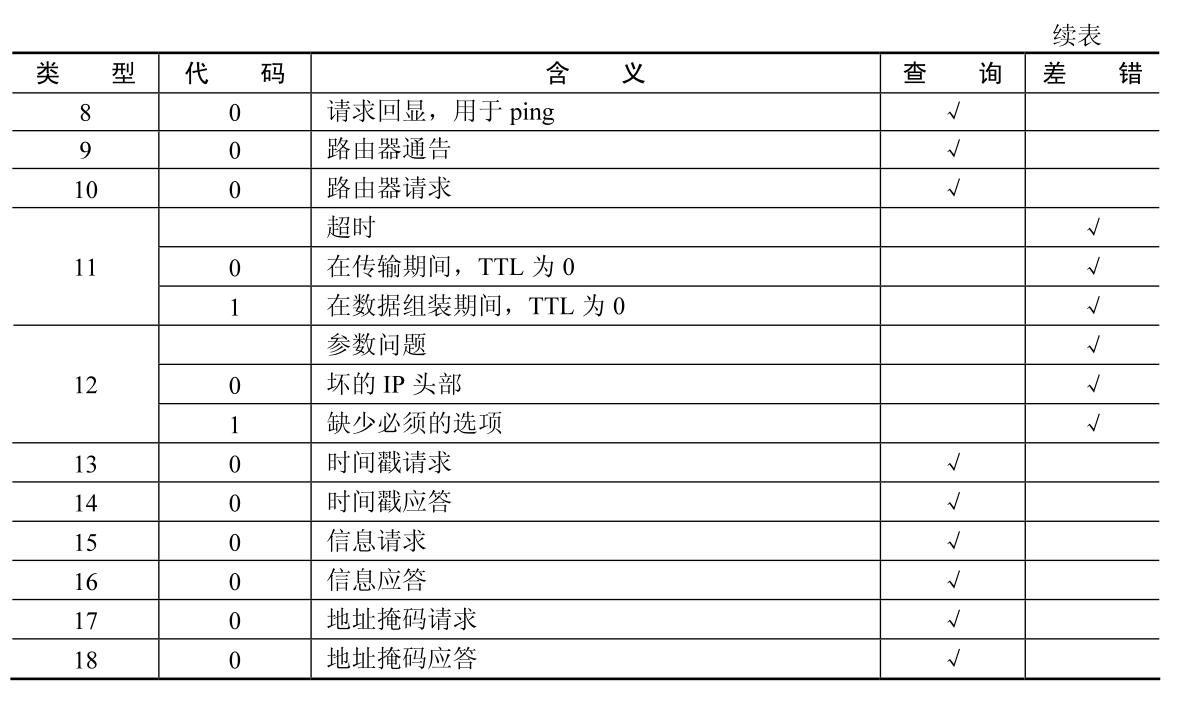 续表
类型 代码 含义 查询 差错
8 0 请求回显，用于 ping √
9 0 路由器通告 √
10 0 路由器请求 √
超时 √
11 0 在传输期间，TTL 为 0 √
1 在数据组装期间，TTL 为 0 √
参数问题 √
12 0 坏的 IP 头部 √
1 缺少必须的选项 √
13 0 时间戳请求 √
14 0 时间戳应答 √
15 0 信息请求 √
16 0 信息应答 √
17 0 地址掩码请求 √
18 0 地址掩码应答 √